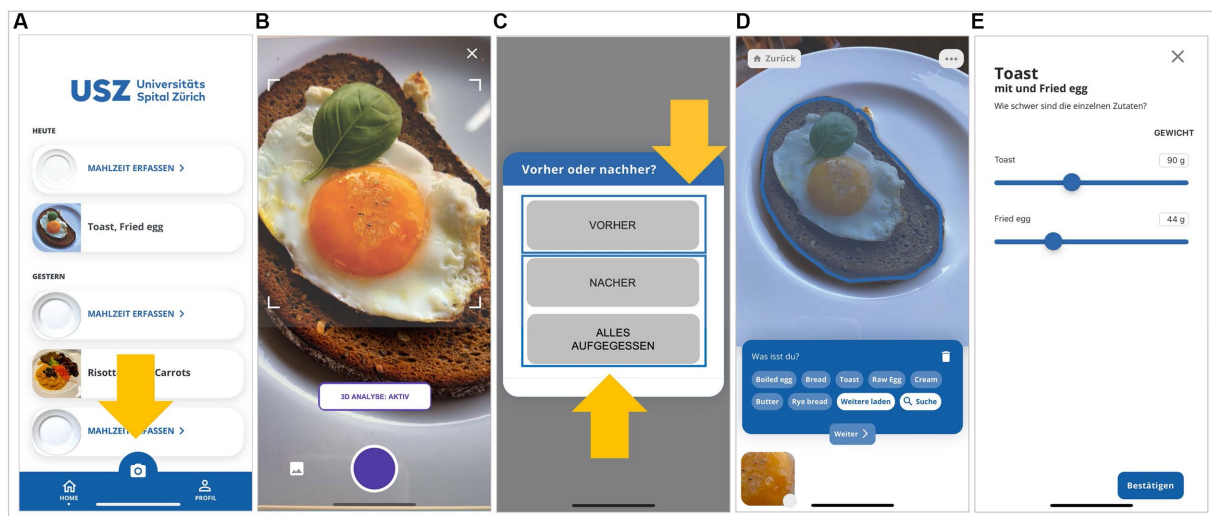 A
USZ Universitäts
Spital Zürich
HEUTE
MAHLZEIT ERFASSEN >
Toast, Fried egg
GESTERN
MAHLZEIT ERFASSEN >
Risott Carrots
MAHLZEIT ERFASSEN >
HOME
PROFIL
B
3D ANALYSE: AKTIV
C
Vorher oder nachher?
VORHER
NACHER
ALLES
AUFGEGESSEN
D
Zurück
Was isst du?
Boiled egg Bread Toast Raw Egg Cream
Butter Rye bread Weitere laden Suche
Weiter >
E
Toast
mit und Fried egg
Wie schwer sind die einzelnen Zutaten?
GEWICHT
Toast 90 g
Fried egg 44 g
Bestätigen